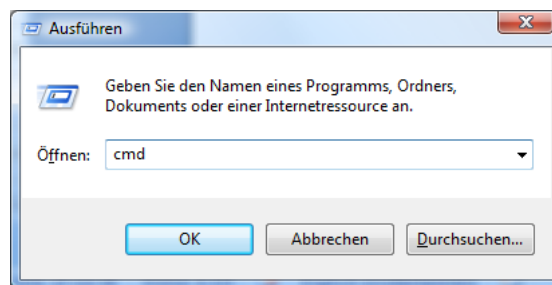 Ausführen
Geben Sie den Namen eines Programms, Ordners,
Dokuments oder einer Internetressource an.
Öffnen: cmd
OK Abbrechen Durchsuchen...